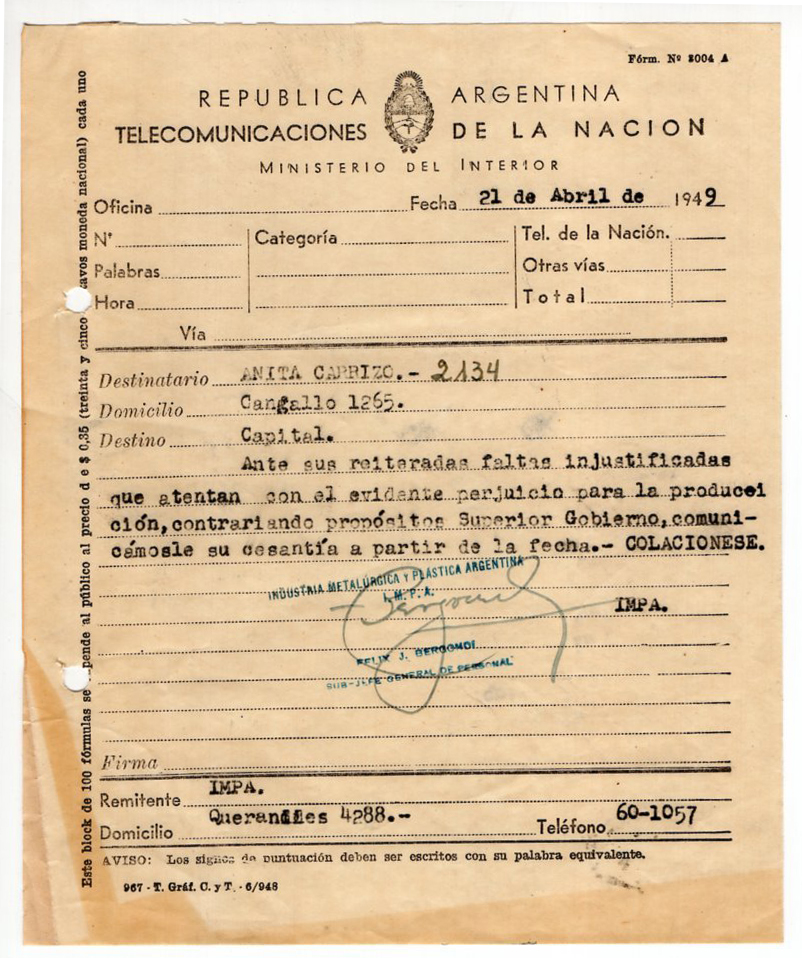 Fórm. Nº 3004 A
REPUBLICA ARGENTINA
TELECOMUNICACIONES DE LA NACION
MINISTERIO DEL INTERIOR
Oficina Fecha 21 de Abril de 1949
Nº Categoría Tel. de la Nación.
Palabras Otras vías
Hora Total
Vía
Destinatario ANITA CARRIZO.- 2134
Domicilio Cangallo 1265.
Destino Capital.
Ante sus reiteradas faltas injustificadas
que atentan con el evidente perjuicio para la producci
ción, contrariando propósitos Superior Gobierno, comuni-
cámosle su cesantía a partir de la fecha.- COLACIONESE.
INDUSTRIA METALÚRGICA Y PLÁSTICA ARGENTINA
I.M.P.A.
IMPA.
FELIX J. BERGONDI
SUB-JEFE GENERAL DE PERSONAL
Firma
Remitente IMPA.
Domicilio Querandíes 4288.- Teléfono 60-1057
AVISO: Los signos de puntuación deben ser escritos con su palabra equivalente.
967 - T. Gráf. C. y T. - 6/948
Este block de 100 fórmulas se pende al público al precio de $ 0,35 (treinta y cinco avos moneda nacional) cada uno